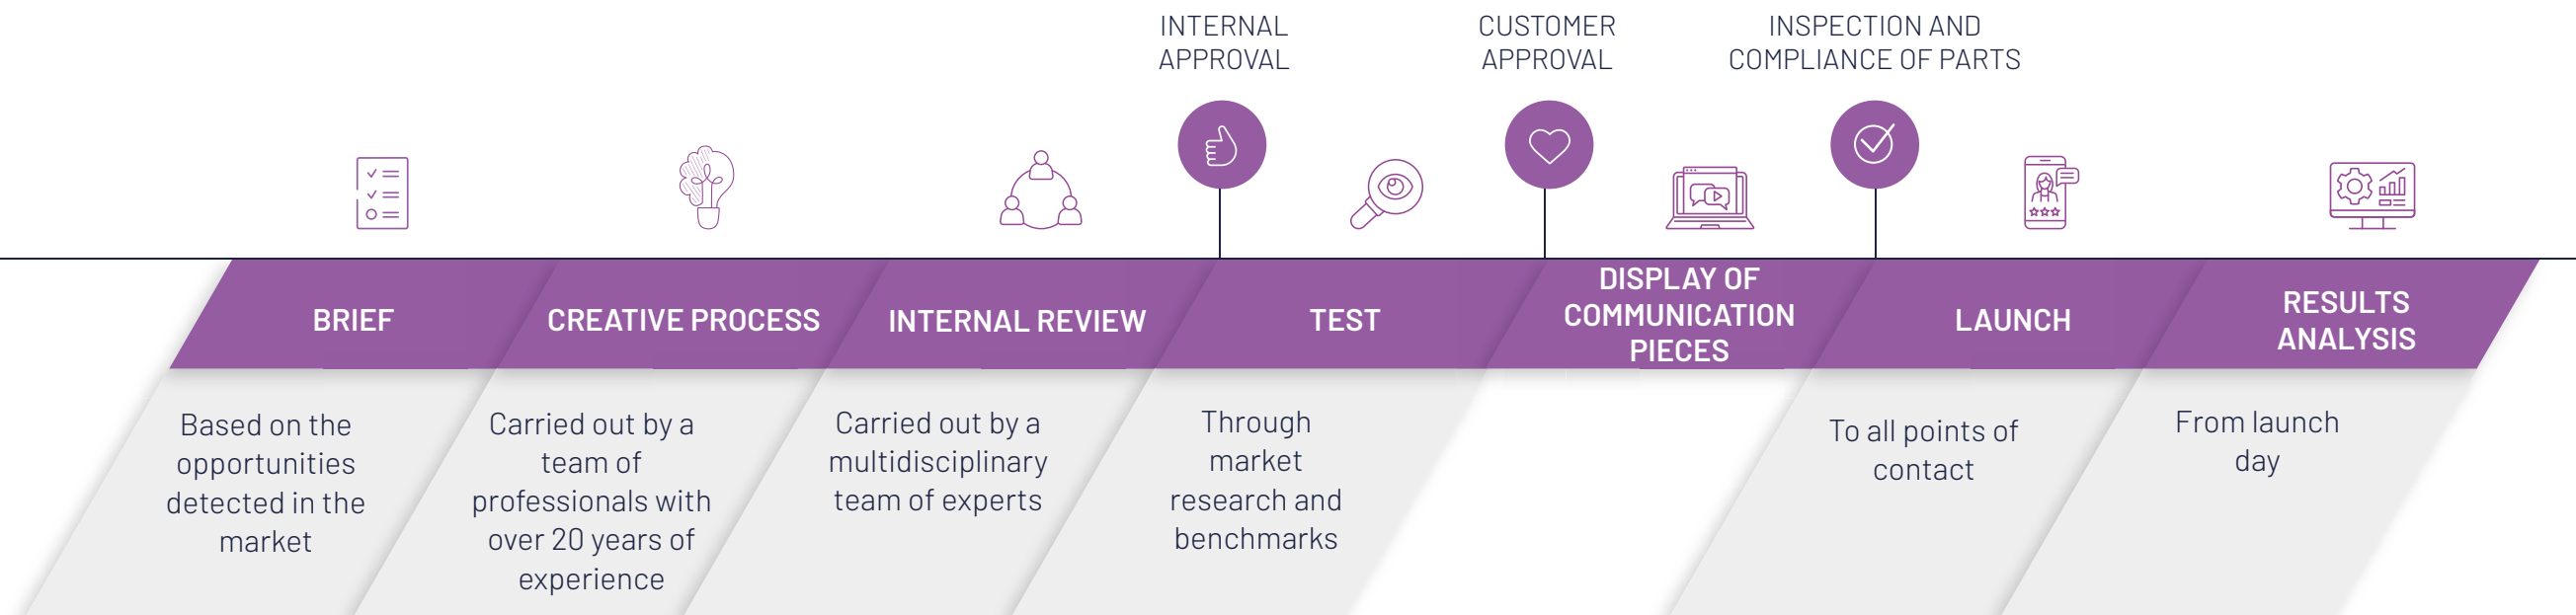 INTERNAL
APPROVAL
CUSTOMER
APPROVAL
INSPECTION AND
COMPLIANCE OF PARTS
BRIEF
CREATIVE PROCESS
INTERNAL REVIEW
TEST
DISPLAY OF
COMMUNICATION
PIECES
LAUNCH
RESULTS
ANALYSIS
Based on the
opportunities
detected in the
market
Carried out by a
team of
professionals with
over 20 years of
experience
Carried out by a
multidisciplinary
team of experts
Through
market
research and
benchmarks
To all points of
contact
From launch
day